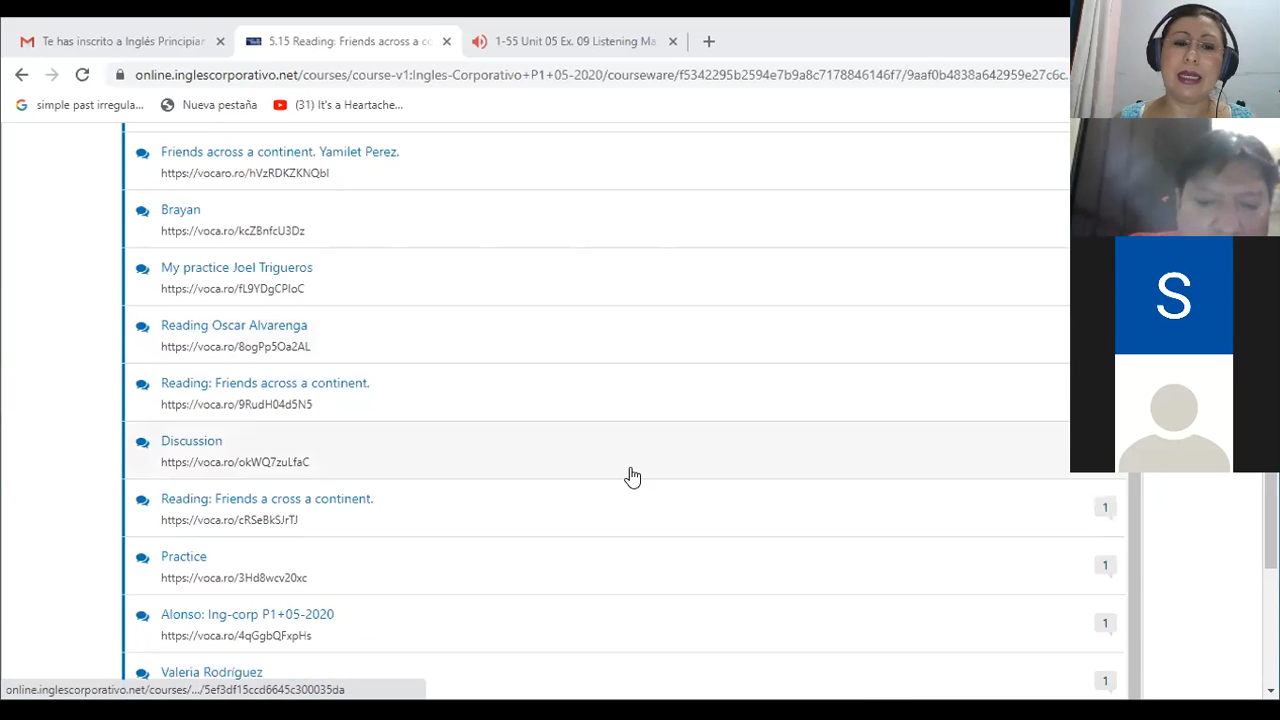 Te has inscrito a Inglés Principian
5.15 Reading: Friends across a co
1-55 Unit 05 Ex. 09 Listening Ma
online.inglescorporativo.net/courses/course-v1:Ingles-Corporativo+P1+05-2020/courseware/f5342295b2594e7b9a8c7178846146f7/9aaf0b4838a642959e27c6c.
simple past irregula...
Nueva pestaña
(31) It's a Heartache...
Friends across a continent. Yamilet Perez.
https://vocaro.ro/hVzRDKZKNQbI
Brayan
https://voca.ro/kcZBnfcU3Dz
My practice Joel Trigueros
https://voca.ro/fL9YDgCPIoC
Reading Oscar Alvarenga
https://voca.ro/8ogPp5Oa2AL
Reading: Friends across a continent.
https://voca.ro/9RudH04d5N5
Discussion
https://voca.ro/okWQ7zuLfaC
Reading: Friends a cross a continent.
https://voca.ro/cRSeBkSJrTJ
1
Practice
https://voca.ro/3Hd8wcv20xc
1
Alonso: Ing-corp P1+05-2020
https://voca.ro/4qGgbQFxpHs
1
Valeria Rodríguez
1
online.inglescorporativo.net/courses/.../5ef3df15ccd6645c300035da
S